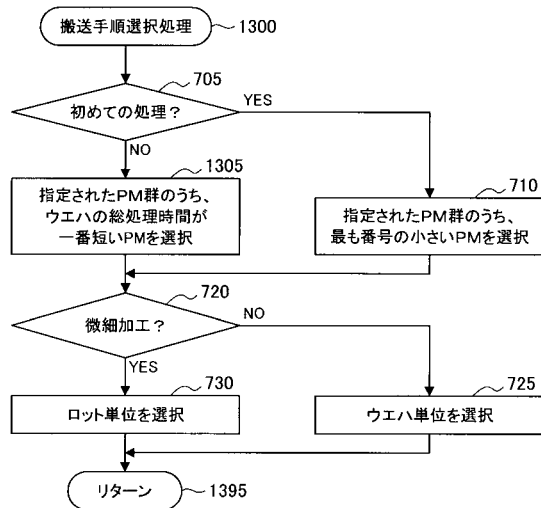 搬送手順選択処理
1300
705
初めての処理?
YES
NO
1305
指定されたPM群のうち、
ウエハの総処理時間が
一番短いPMを選択
710
指定されたPM群のうち、
最も番号の小さいPMを選択
720
微細加工?
NO
YES
730
ロット単位を選択
725
ウエハ単位を選択
リターン
1395